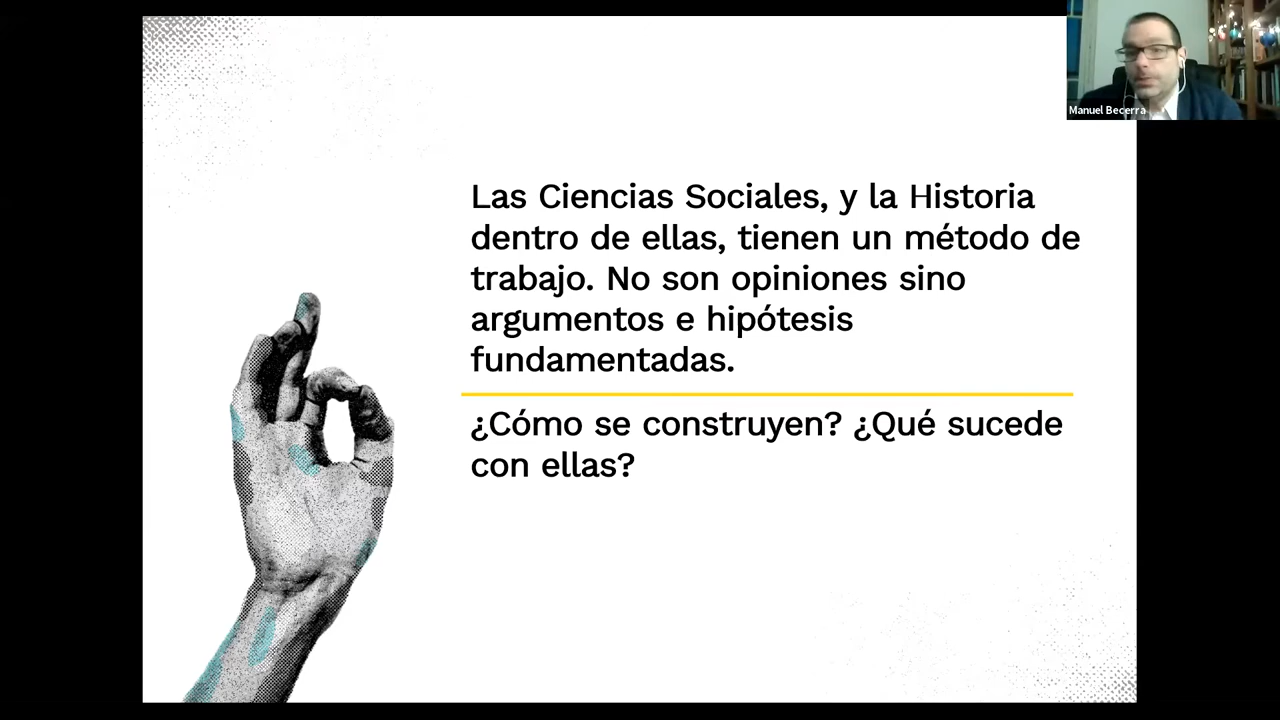 Manuel Becerra
Las Ciencias Sociales, y la Historia
dentro de ellas, tienen un método de
trabajo. No son opiniones sino
argumentos e hipótesis
fundamentadas.
¿Cómo se construyen? ¿Qué sucede
con ellas?